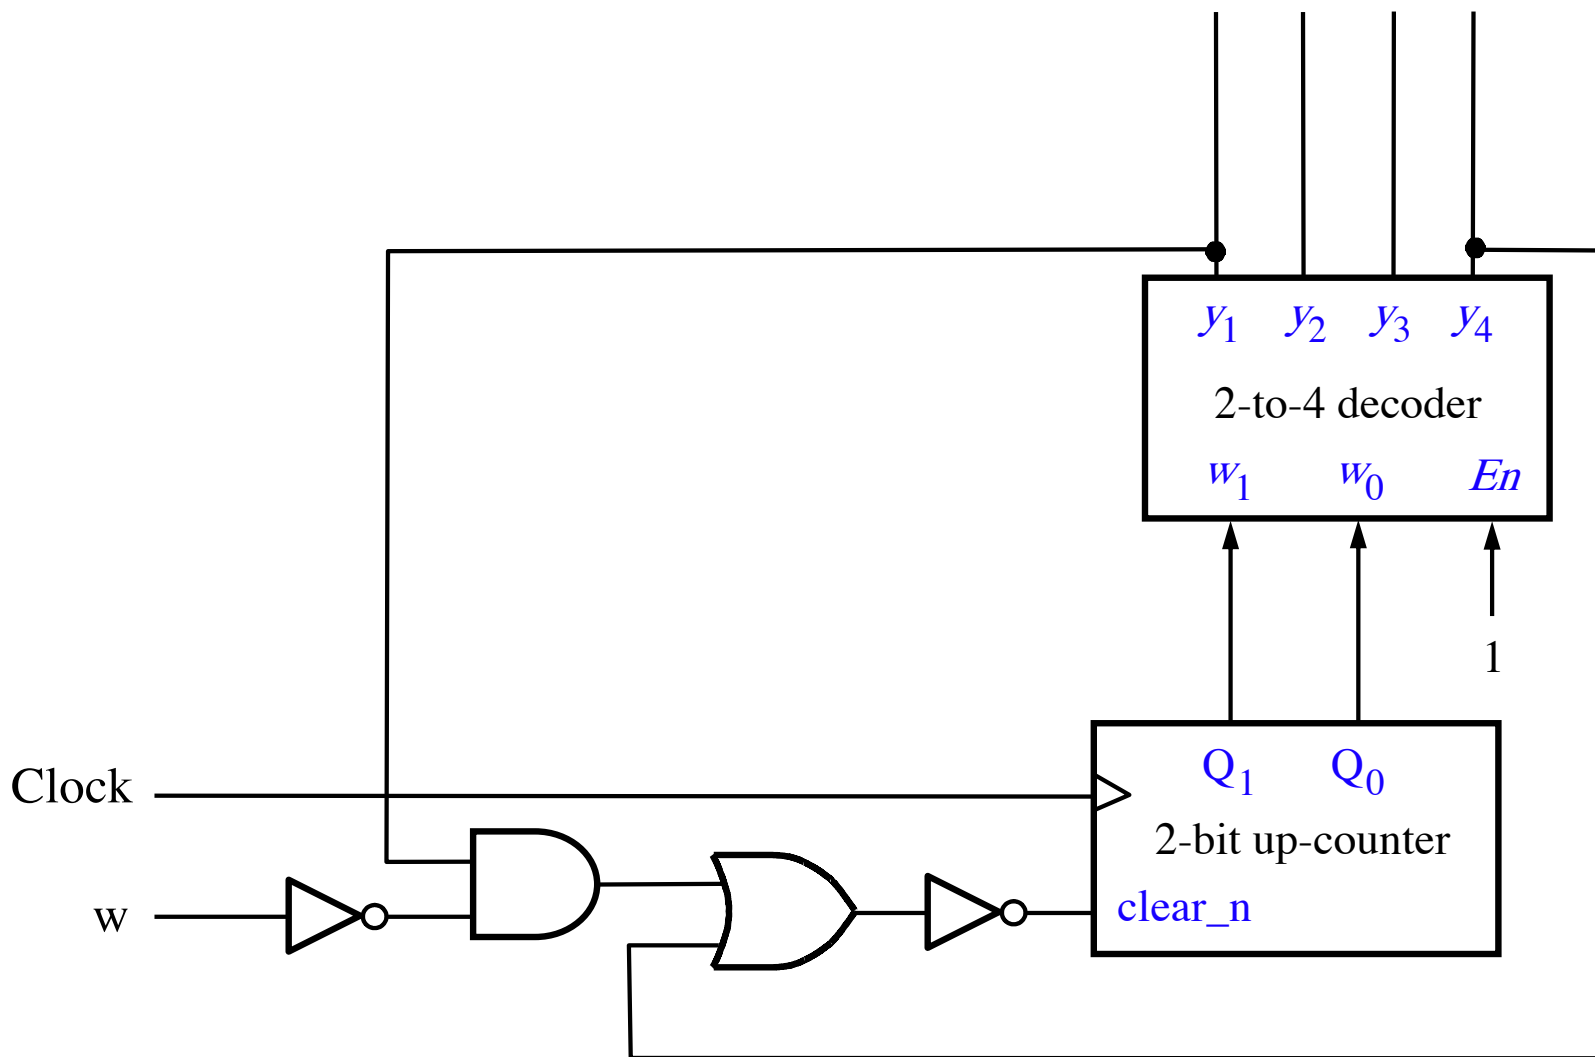 y1 y2 y3 y4
2-to-4 decoder
w1 w0 En
1
Clock
Q1 Q0
2-bit up-counter
w
clear_n